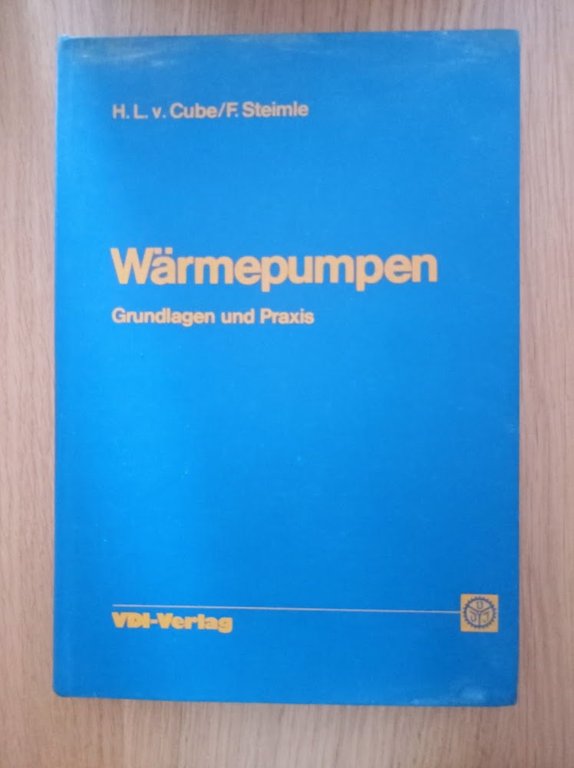 H. L. v. Cube/F. Steimle
Wärmepumpen
Grundlagen und Praxis
VDI-Verlag